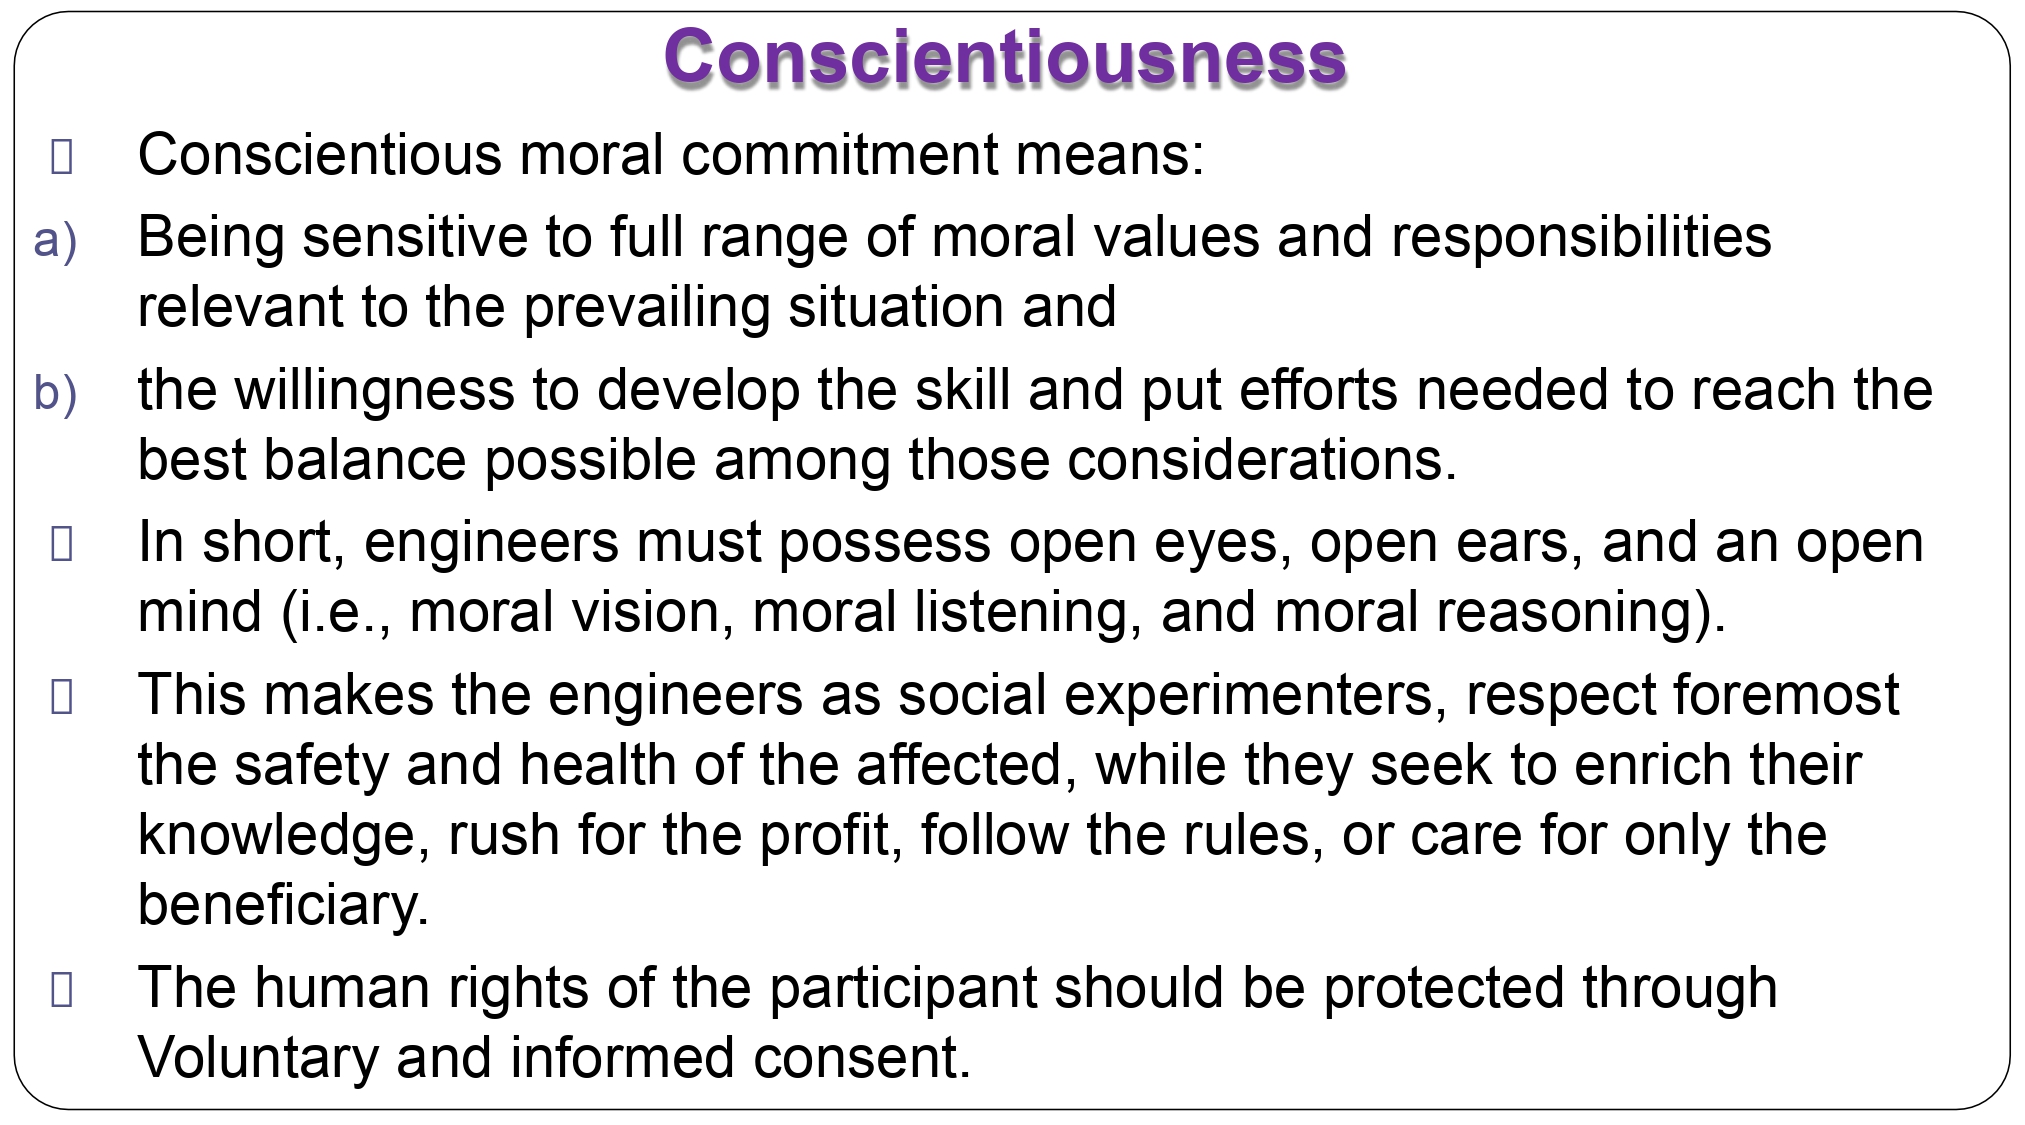 Conscientiousness
Conscientious moral commitment means:
a) Being sensitive to full range of moral values and responsibilities
relevant to the prevailing situation and
b) the willingness to develop the skill and put efforts needed to reach the
best balance possible among those considerations.
In short, engineers must possess open eyes, open ears, and an open
mind (i.e., moral vision, moral listening, and moral reasoning).
This makes the engineers as social experimenters, respect foremost
the safety and health of the affected, while they seek to enrich their
knowledge, rush for the profit, follow the rules, or care for only the
beneficiary.
The human rights of the participant should be protected through
Voluntary and informed consent.